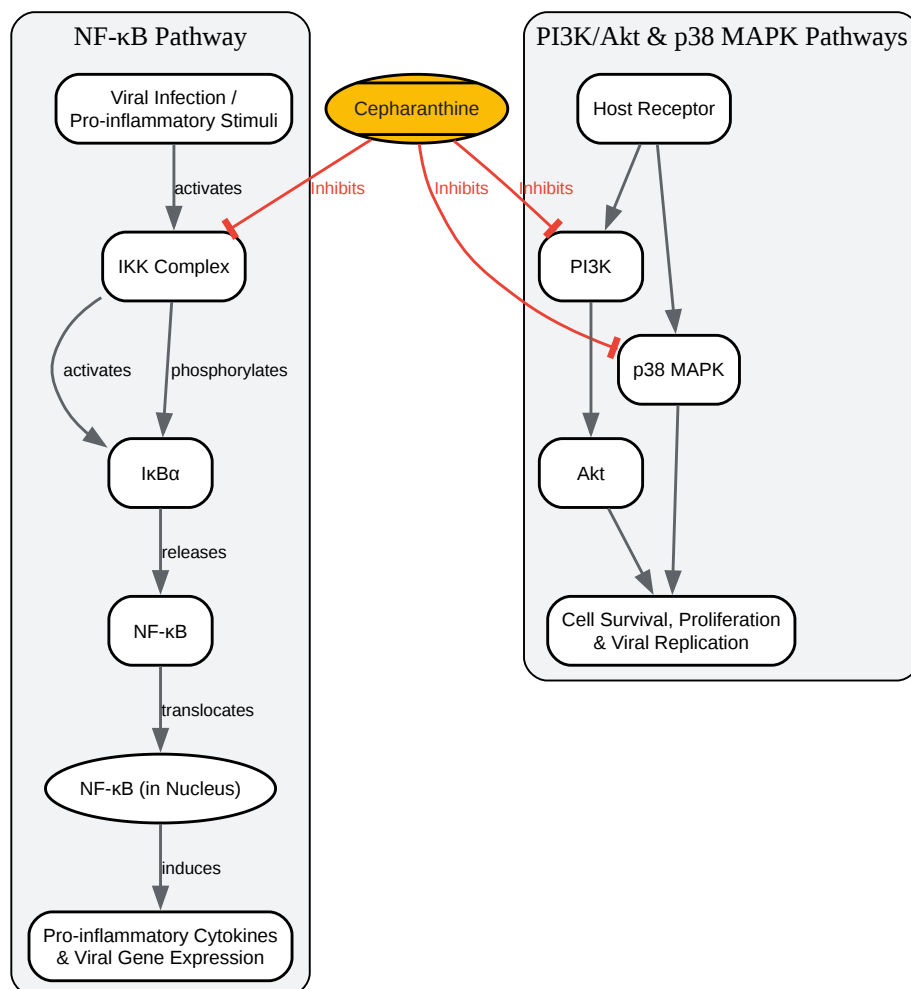 NF-κB Pathway
Viral Infection /
Pro-inflammatory Stimuli
activates
IKK Complex
activates
phosphorylates
IκBα
releases
NF-κB
translocates
NF-κB (in Nucleus)
induces
Pro-inflammatory Cytokines
& Viral Gene Expression
Cepharanthine
Inhibits
Inhibits
Inhibits
PI3K/Akt & p38 MAPK Pathways
Host Receptor
PI3K
p38 MAPK
Akt
Cell Survival, Proliferation
& Viral Replication